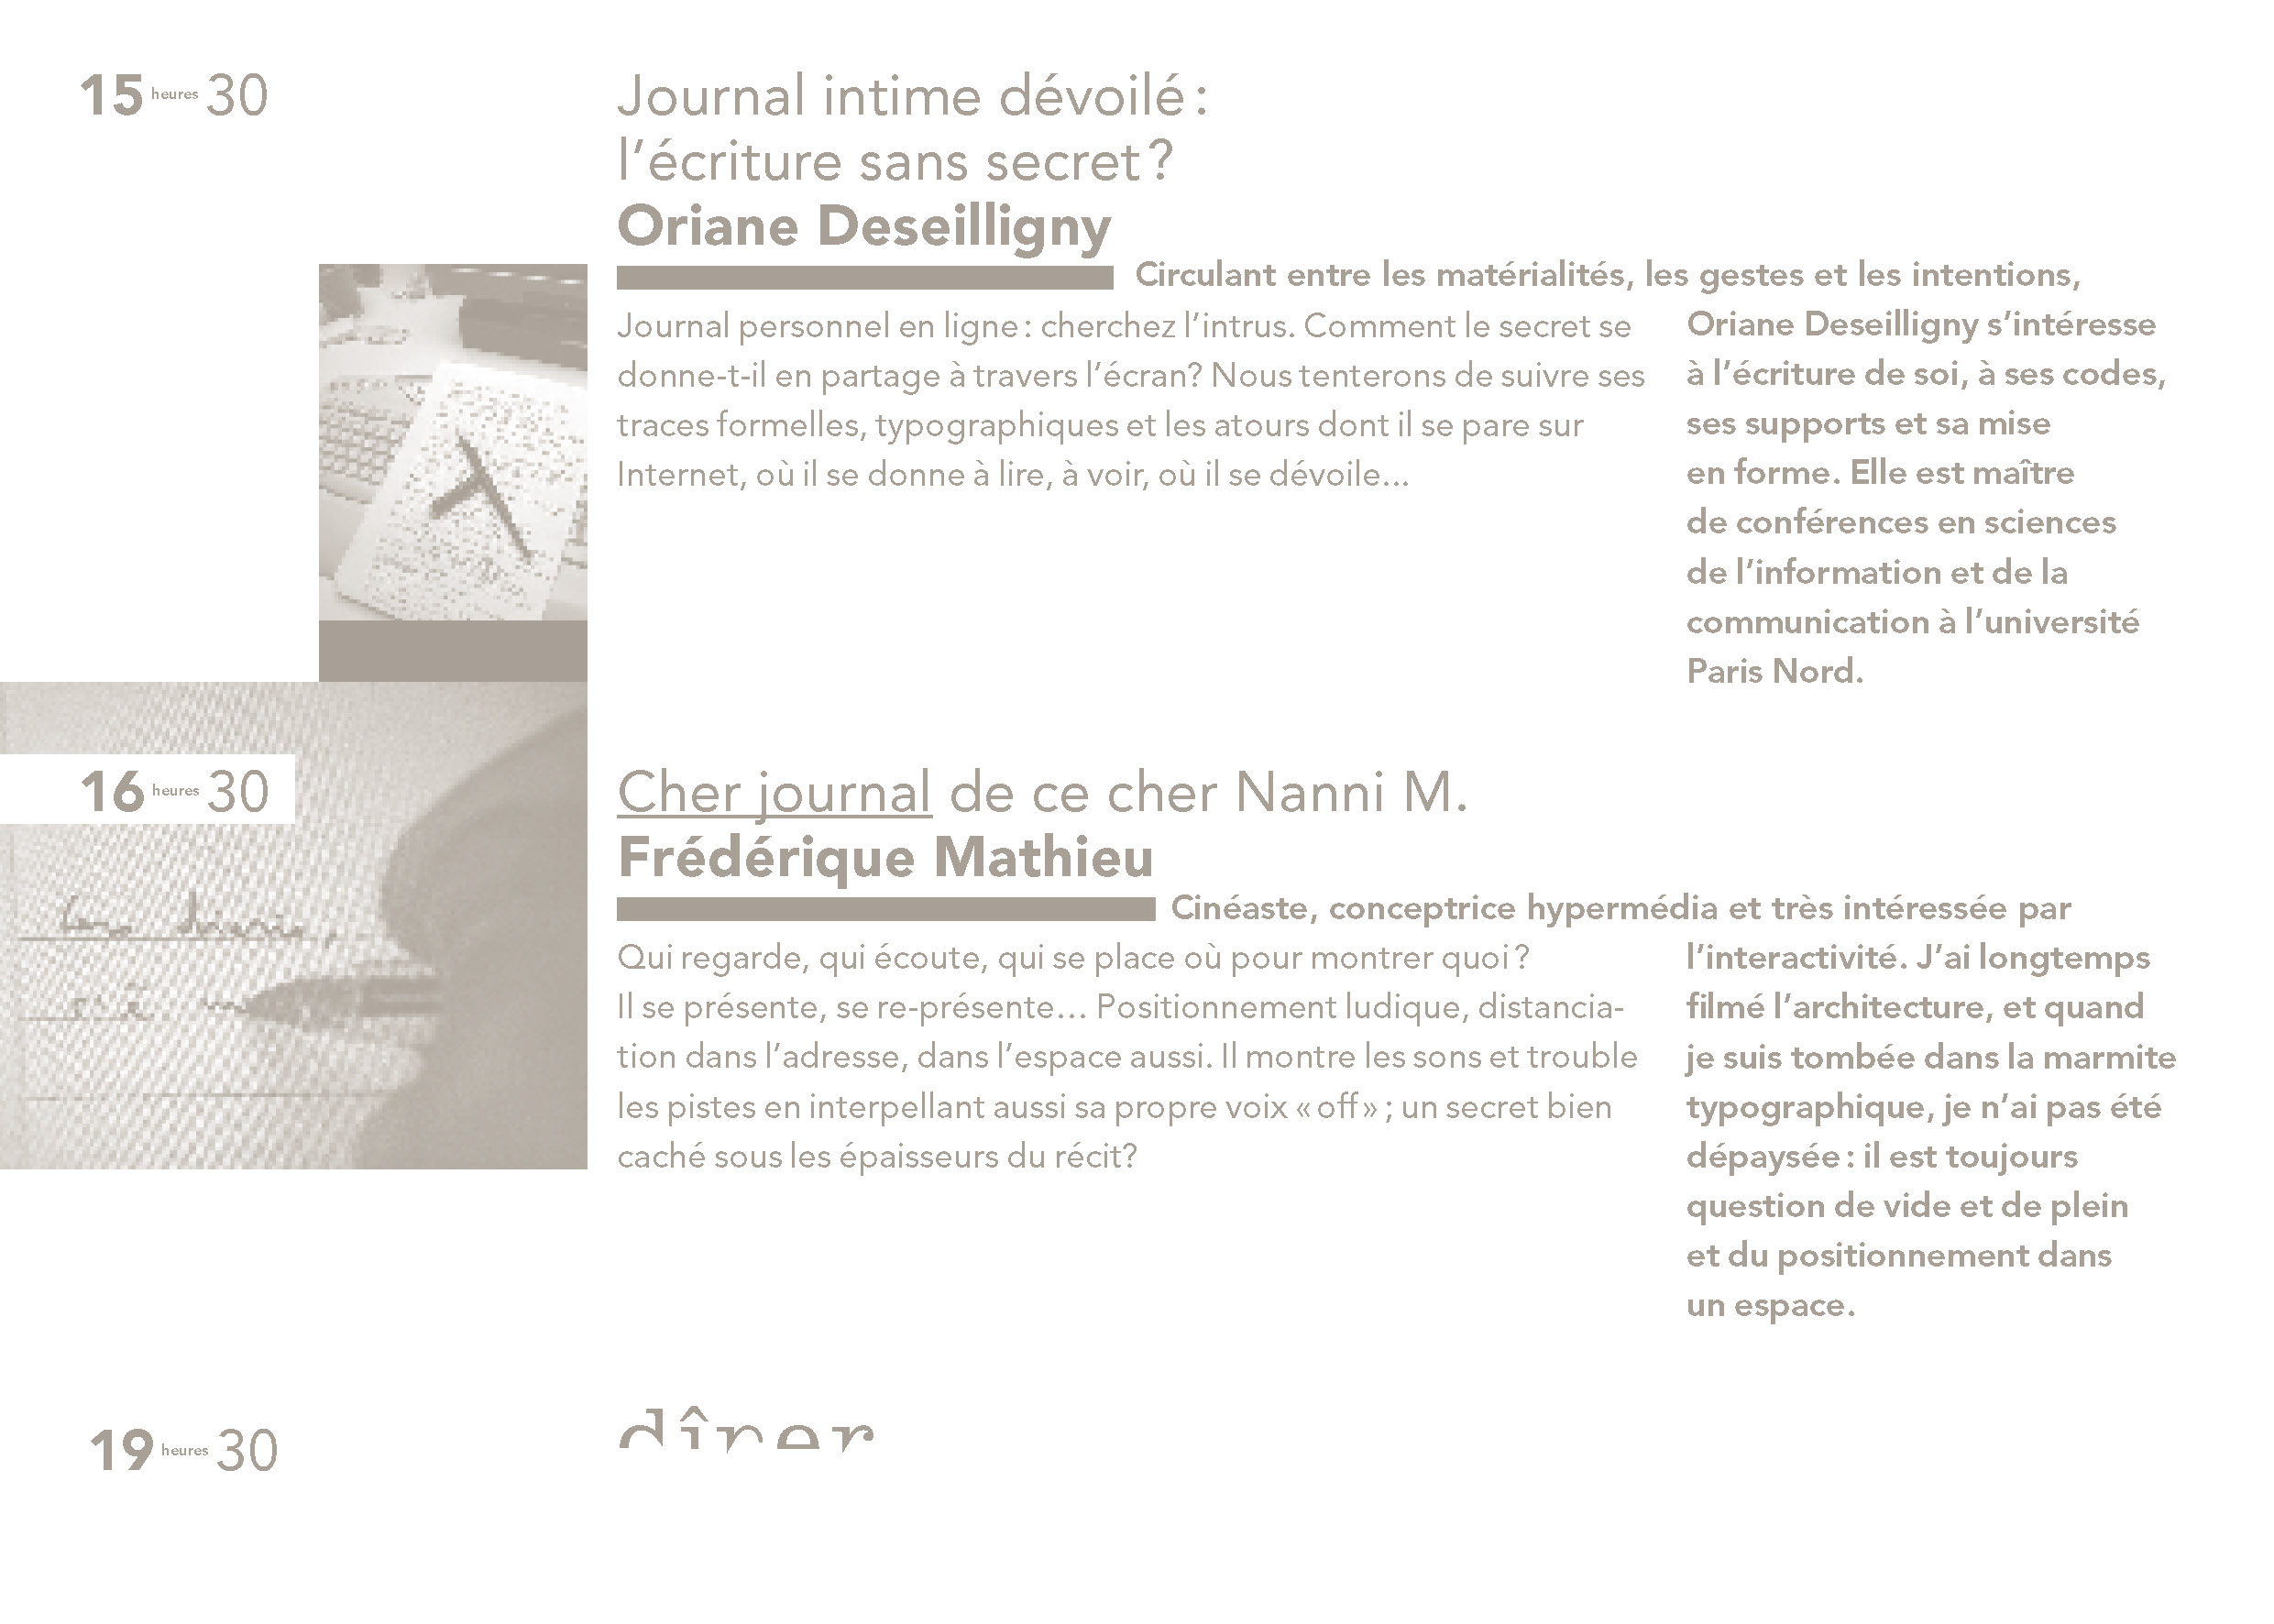 15 heures 30
Journal intime dévoilé :
l’écriture sans secret ?
Oriane Deseilligny
Journal personnel en ligne : cherchez l’intrus. Comment le secret se
donne-t-il en partage à travers l’écran? Nous tenterons de suivre ses
traces formelles, typographiques et les atours dont il se pare sur
Internet, où il se donne à lire, à voir, où il se dévoile...
Circulant entre les matérialités, les gestes et les intentions,
Oriane Deseilligny s’intéresse
à l’écriture de soi, à ses codes,
ses supports et sa mise
en forme. Elle est maître
de conférences en sciences
de l’information et de la
communication à l’université
Paris Nord.
16 heures 30
Cher journal de ce cher Nanni M.
Frédérique Mathieu
Qui regarde, qui écoute, qui se place où pour montrer quoi ?
Il se présente, se re-présente… Positionnement ludique, distancia-
tion dans l’adresse, dans l’espace aussi. Il montre les sons et trouble
les pistes en interpellant aussi sa propre voix « off » ; un secret bien
caché sous les épaisseurs du récit?
Cinéaste, conceptrice hypermédia et très intéressée par
l’interactivité. J’ai longtemps
filmé l’architecture, et quand
je suis tombée dans la marmite
typographique, je n’ai pas été
dépaysée : il est toujours
question de vide et de plein
et du positionnement dans
un espace.
19 heures 30
dîner